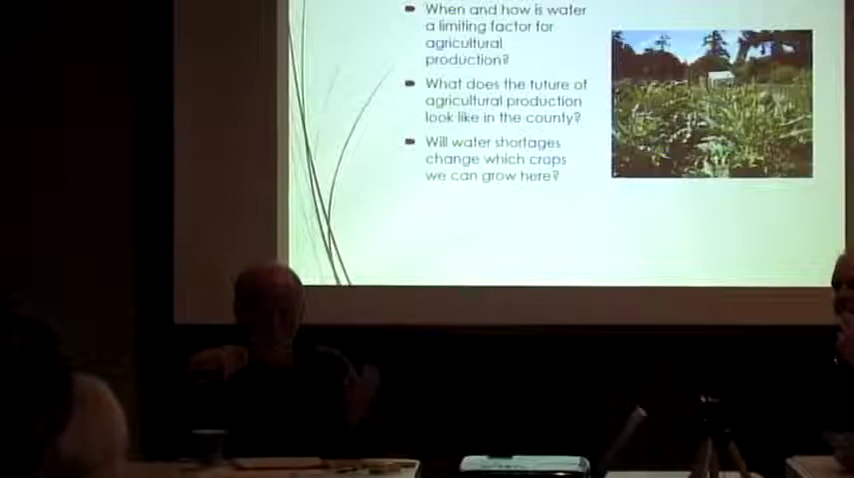 When and how is water
a limiting factor for
agricultural
production?
What does the future of
agricultural production
look like in the county?
Will water shortages
change which crops
we can grow here?